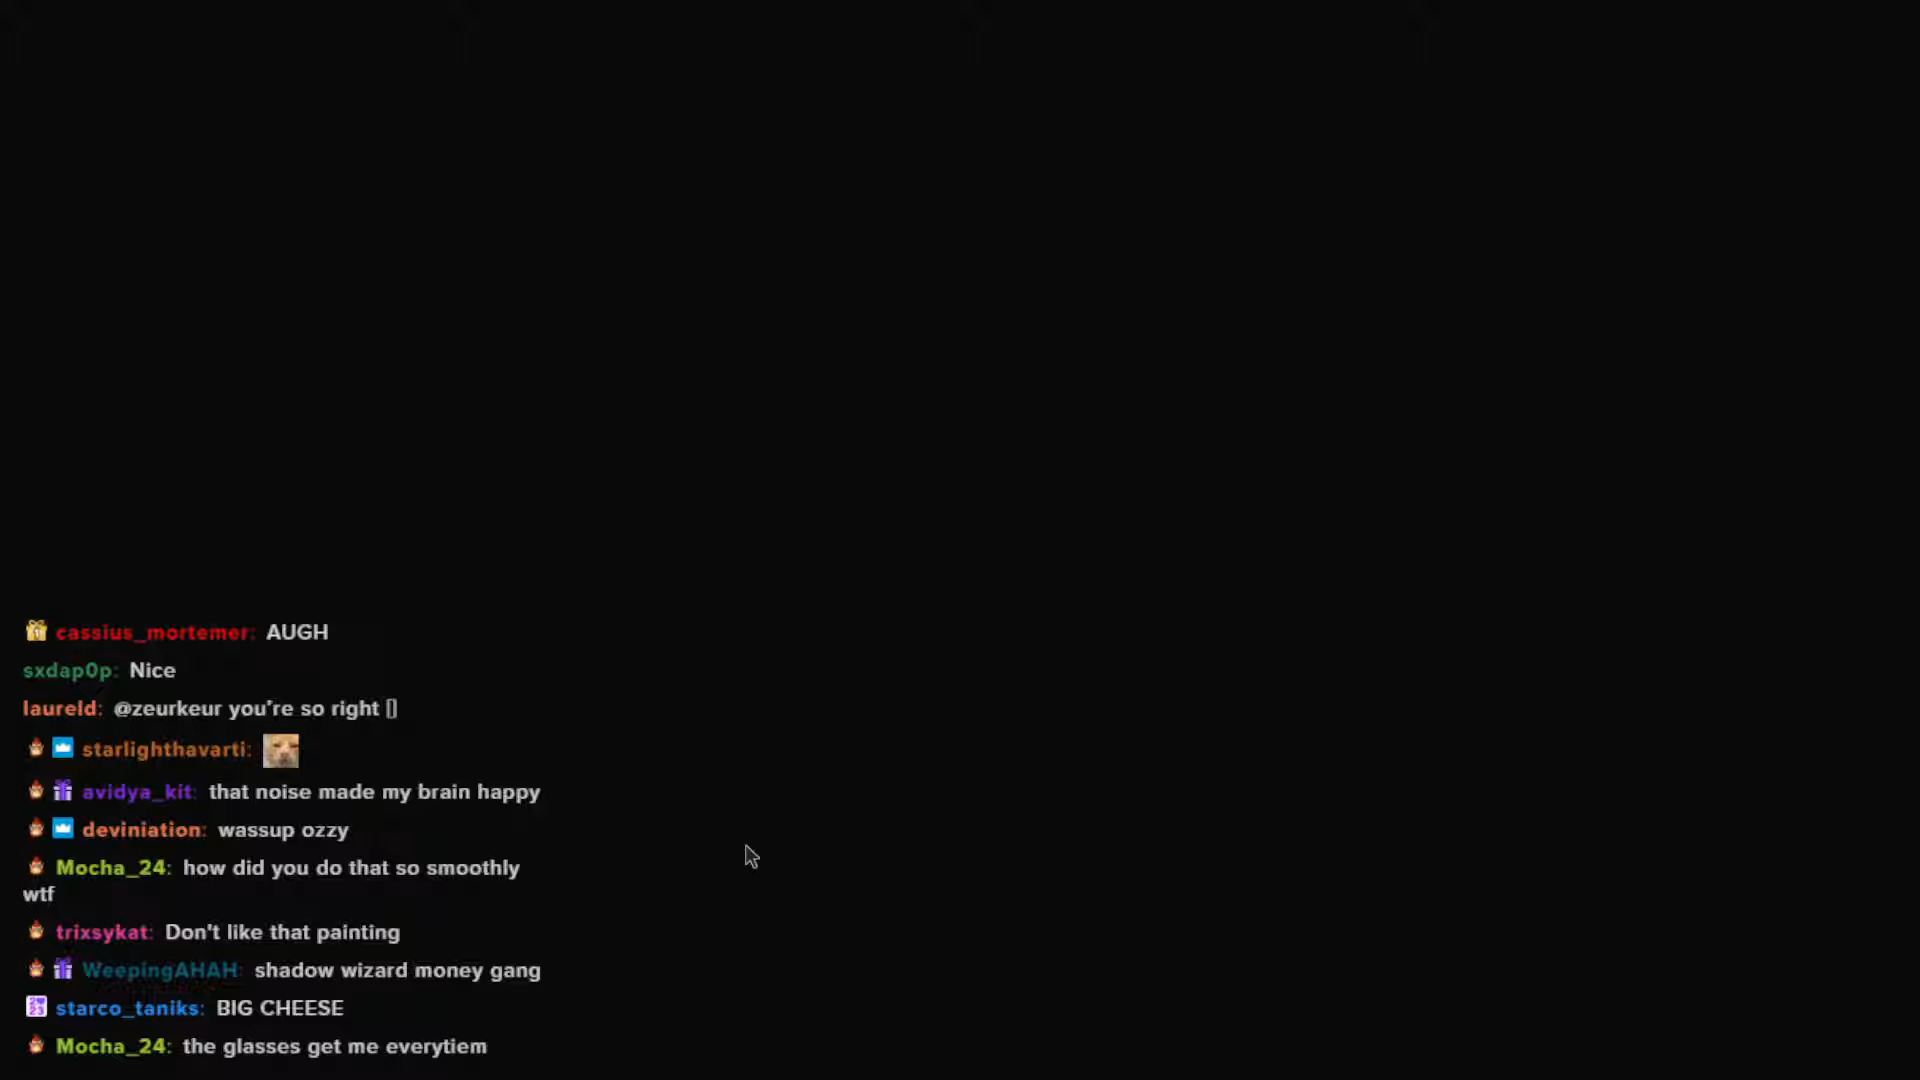 cassius_mortemer: AUGH
sxdap0p: Nice
laureld: @zeurkeur you're so right []
starlighthavarti:
avidya_kit: that noise made my brain happy
deviniation: wassup ozzy
Mocha_24: how did you do that so smoothly
wtf
trixsykat: Don't like that painting
WeepingAHAH: shadow wizard money gang
starco_taniks: BIG CHEESE
Mocha_24: the glasses get me everytiem